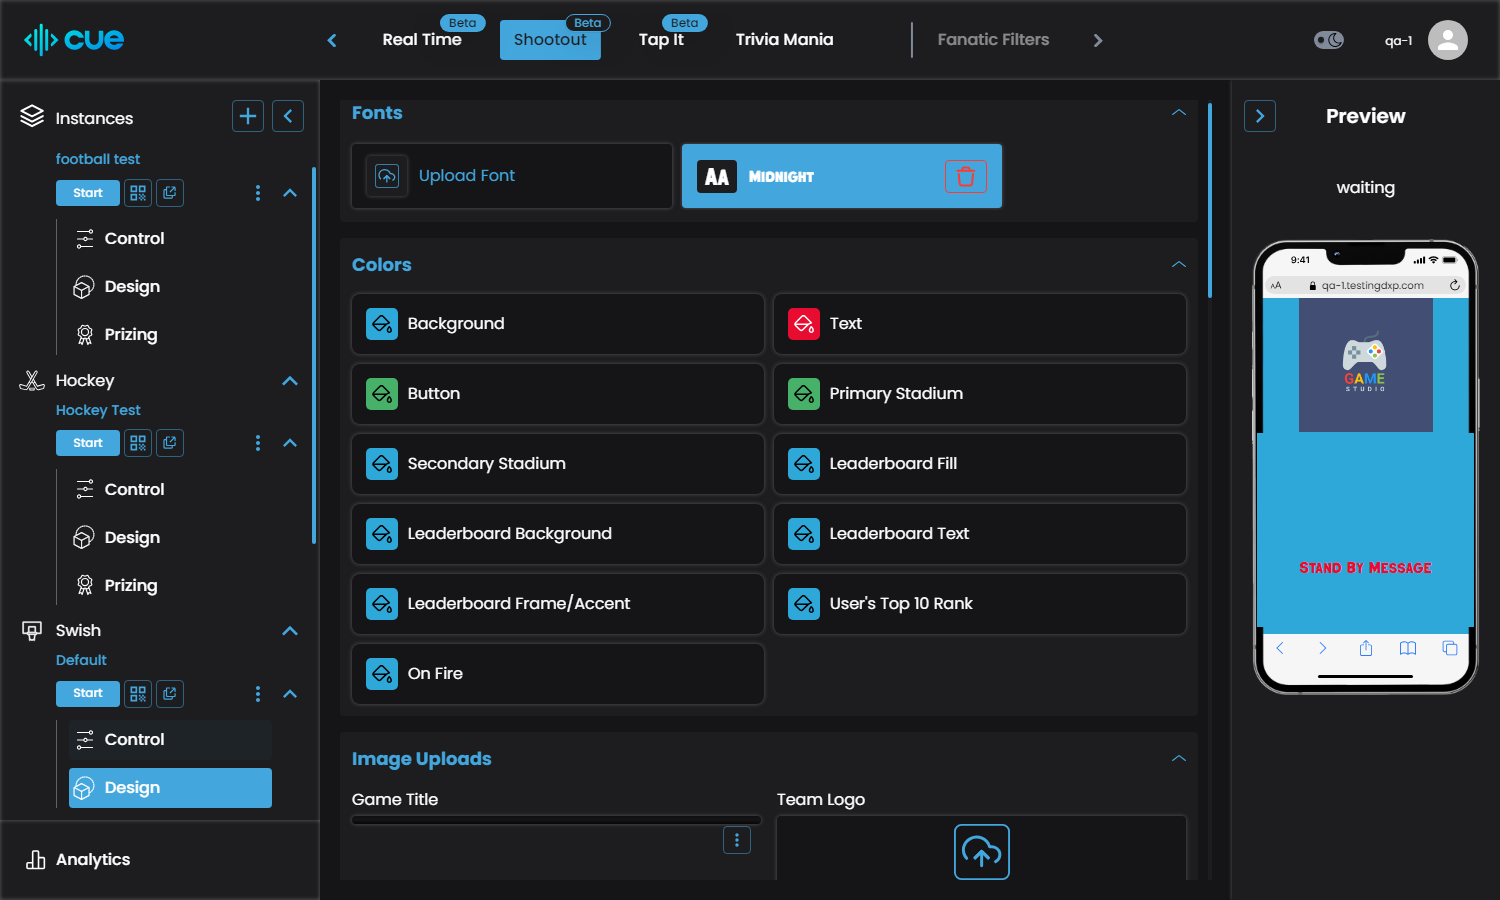 cue
Real Time
Beta
Shootout
Beta
Tap It
Beta
Trivia Mania
Fanatic Filters
qa-1
Instances
football test
Start
Control
Design
Prizing
Hockey
Hockey Test
Start
Control
Design
Prizing
Swish
Default
Start
Control
Design
Analytics
Fonts
Upload Font
AA
Midnight
Colors
Background
Text
Button
Primary Stadium
Secondary Stadium
Leaderboard Fill
Leaderboard Background
Leaderboard Text
Leaderboard Frame/Accent
User's Top 10 Rank
On Fire
Image Uploads
Game Title
Team Logo
Preview
waiting
9:41
AA
qa-1.testingdxp.com
GAME
STUDIO
Stand By Message